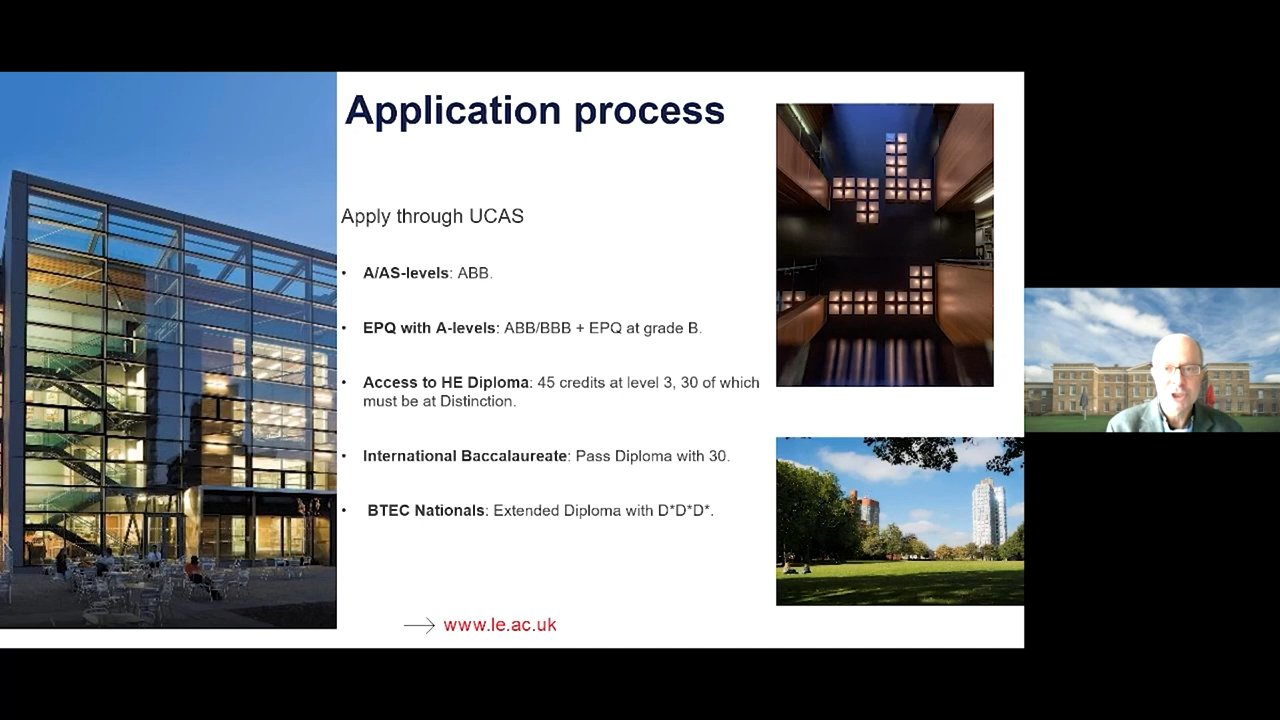 Application process
Apply through UCAS
• A/AS-levels: ABB.
• EPQ with A-levels: ABB/BBB + EPQ at grade B.
• Access to HE Diploma: 45 credits at level 3, 30 of which
must be at Distinction.
• International Baccalaureate: Pass Diploma with 30.
• BTEC Nationals: Extended Diploma with D*D*D*.
www.le.ac.uk